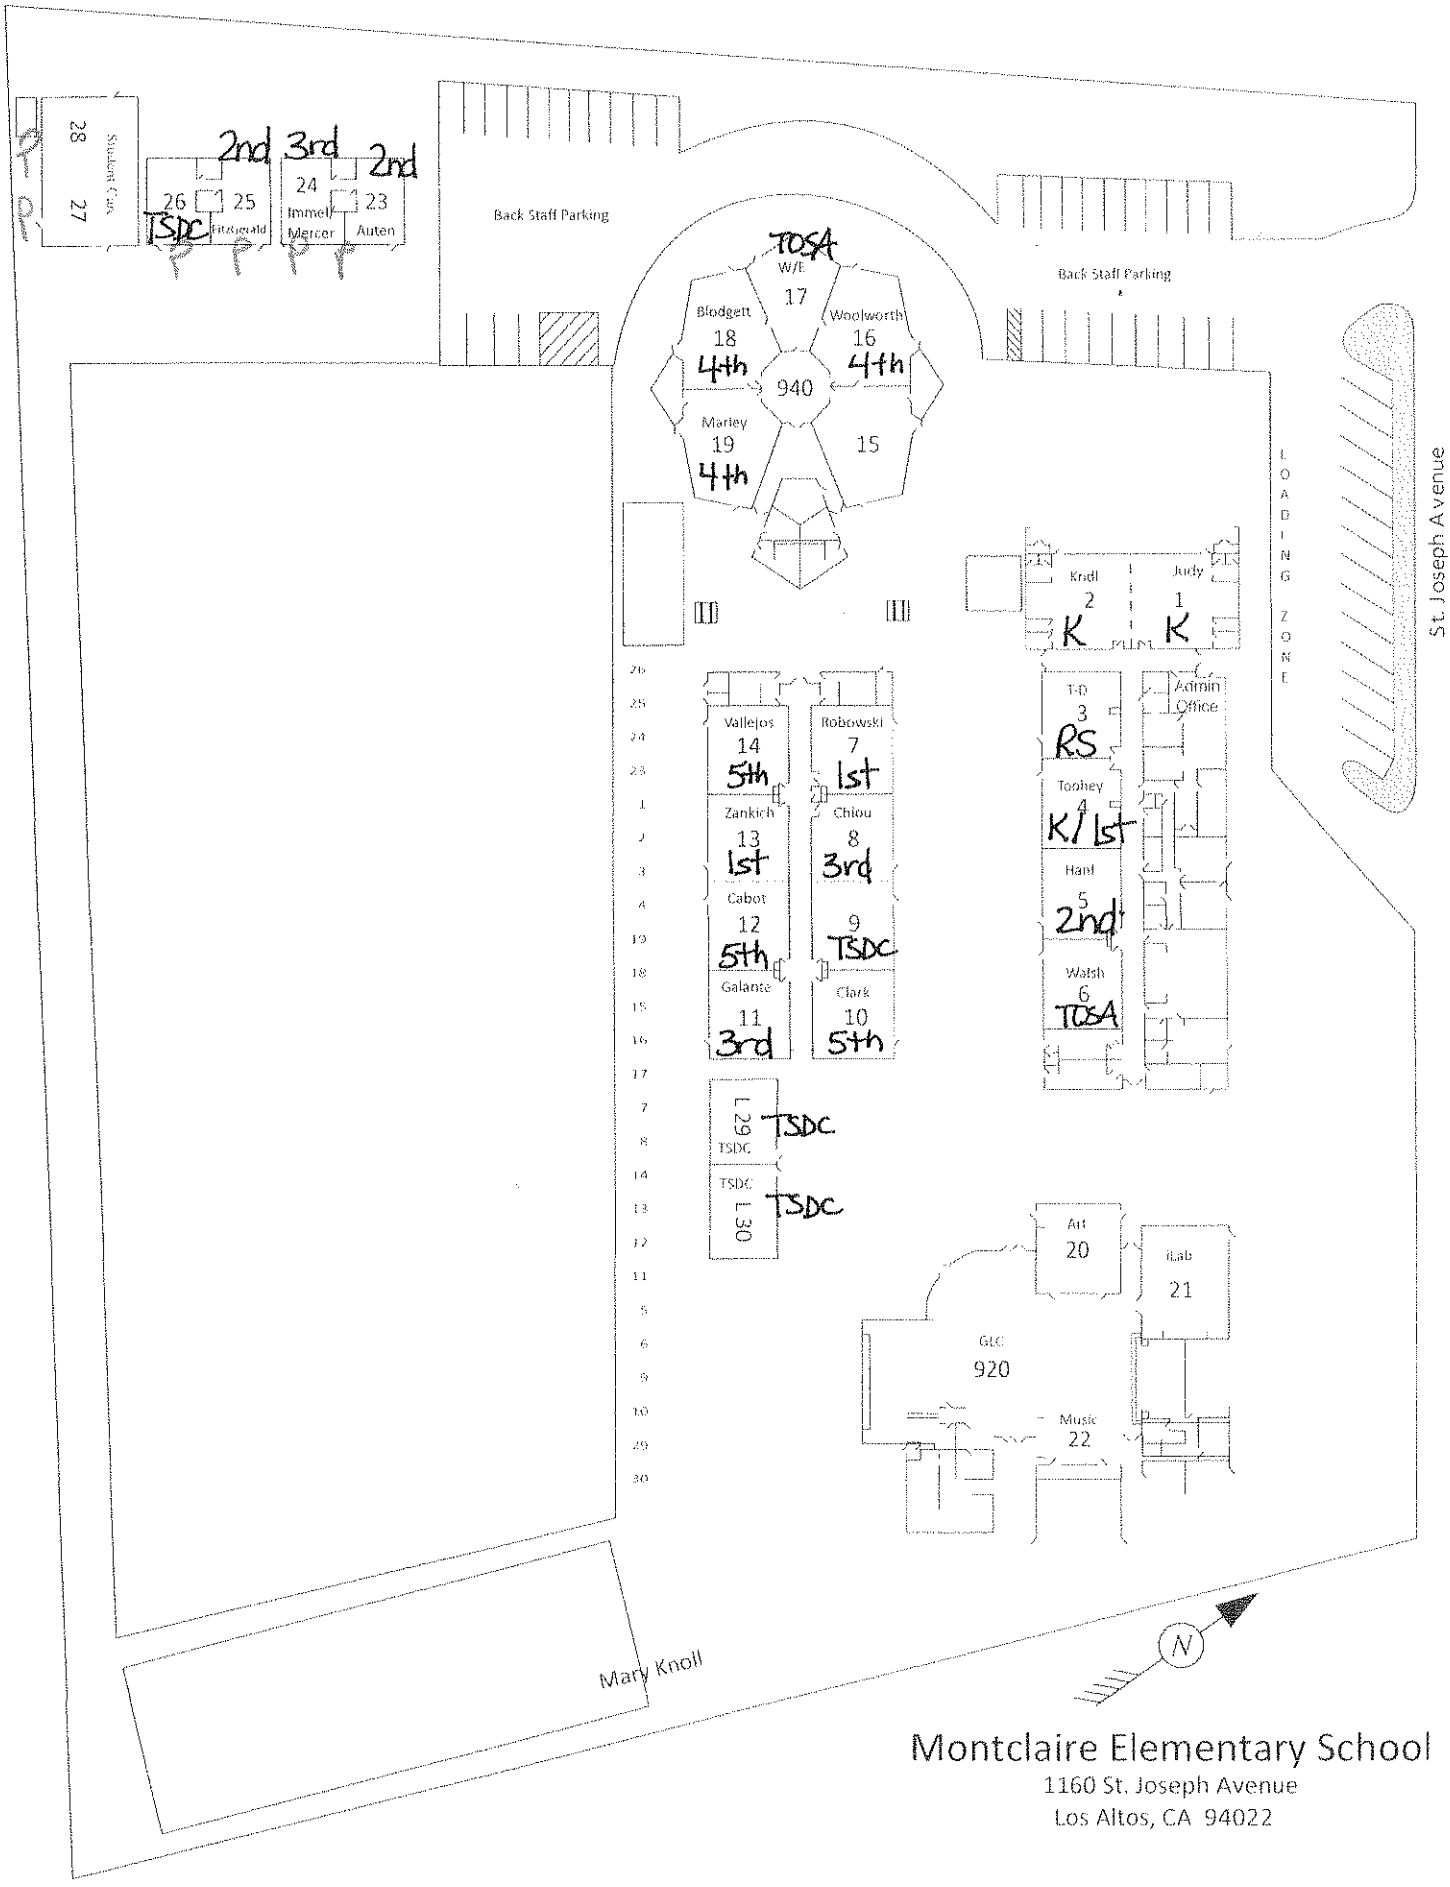 28
Student Care
27
P
P
2nd
26
TSDC
25
Fitzgerald
P
P
3rd
24
Immel/
Mercer
2nd
23
Auten
P
P
Back Staff Parking
Back Staff Parking
TOSA
W/E
17
Blodgett
18
4th
Woolworth
16
4th
940
Marley
19
4th
15
LOADING ZONE
St. Joseph Avenue
Kridl
2
K
Judy
1
K
T-D
3
RS
Admin
Office
Toohey
4
K/1st
5
2nd
Walsh
6
TOSA
Vallejos
14
5th
Robowski
7
1st
Zankich
13
1st
Chiou
8
3rd
Cabot
12
5th
9
TSDC
Galante
11
3rd
Clark
10
5th
26
25
24
23
1
2
3
4
19
18
15
16
17
7
8
14
13
12
11
5
6
9
10
29
30
L 29
TSDC
TSDC
TSDC
L 30
TSDC
Art
20
iLab
21
GLC
920
Music
22
Mary Knoll
N
Montclaire Elementary School
1160 St. Joseph Avenue
Los Altos, CA 94022